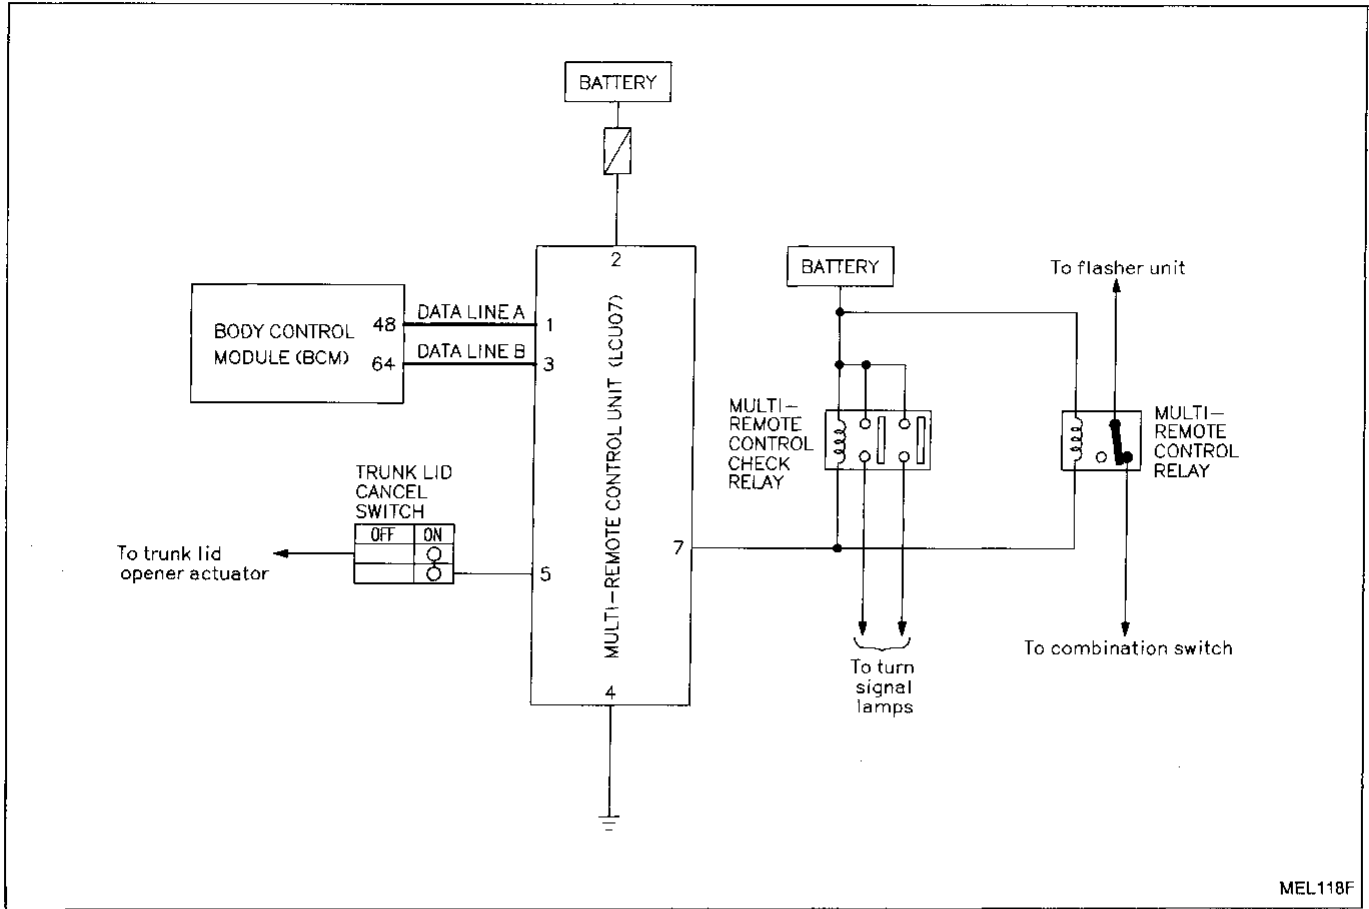 BATTERY
2
BODY CONTROL
MODULE (BCM)
48
64
DATA LINE A
DATA LINE B
1
3
MULTI-REMOTE CONTROL UNIT (LCU07)
BATTERY
To flasher unit
MULTI-
REMOTE
CONTROL
CHECK
RELAY
MULTI-
REMOTE
CONTROL
RELAY
TRUNK LID
CANCEL
SWITCH
OFF ON
To trunk lid
opener actuator
5
7
4
To turn
signal
lamps
To combination switch
MEL118F